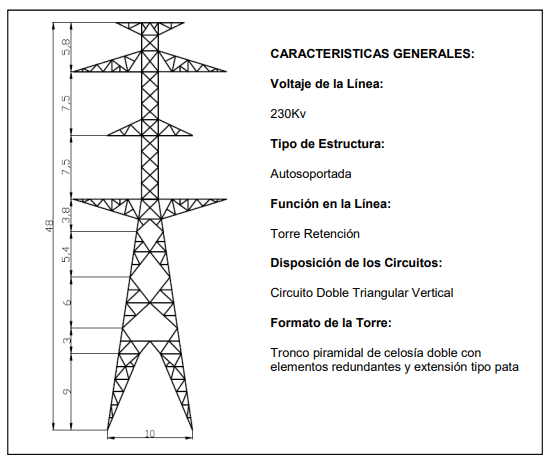 5,8
7,5
7,5
3,8
48
5,4
6
3
9
10
CARACTERISTICAS GENERALES:
Voltaje de la Línea:
230Kv
Tipo de Estructura:
Autosoportada
Función en la Línea:
Torre Retención
Disposición de los Circuitos:
Circuito Doble Triangular Vertical
Formato de la Torre:
Tronco piramidal de celosía doble con
elementos redundantes y extensión tipo pata